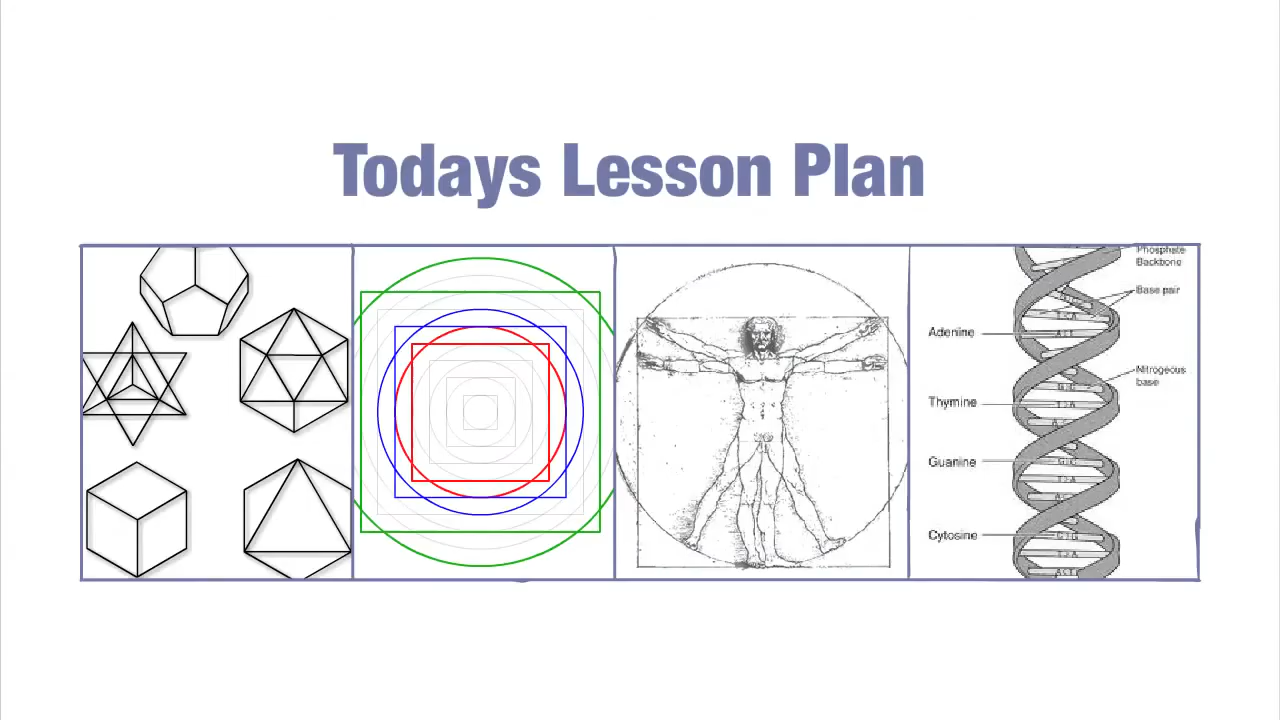 Todays Lesson Plan
Phosphate
Backbone
Base pair
Adenine
Nitrogeous
base
Thymine
Guanine
Cytosine